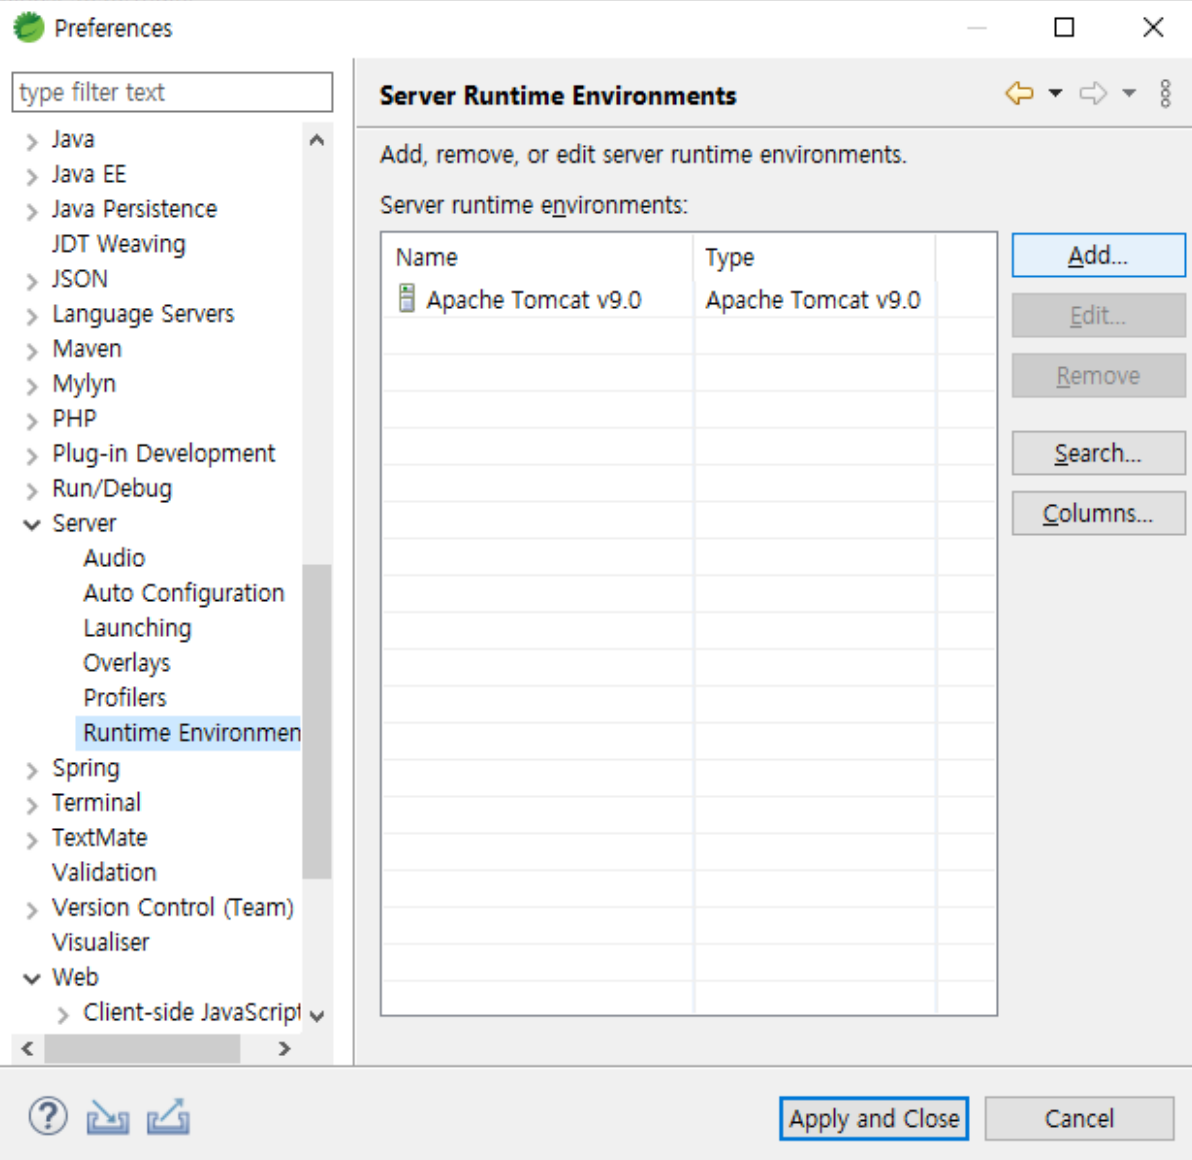 Preferences
type filter text
Java
Java EE
Java Persistence
JDT Weaving
JSON
Language Servers
Maven
Mylyn
PHP
Plug-in Development
Run/Debug
Server
Audio
Auto Configuration
Launching
Overlays
Profilers
Runtime Environmen
Spring
Terminal
TextMate
Validation
Version Control (Team)
Visualiser
Web
Client-side JavaScript
Server Runtime Environments
Add, remove, or edit server runtime environments.
Server runtime environments:
Name Type
Apache Tomcat v9.0 Apache Tomcat v9.0
Add...
Edit...
Remove
Search...
Columns...
Apply and Close
Cancel